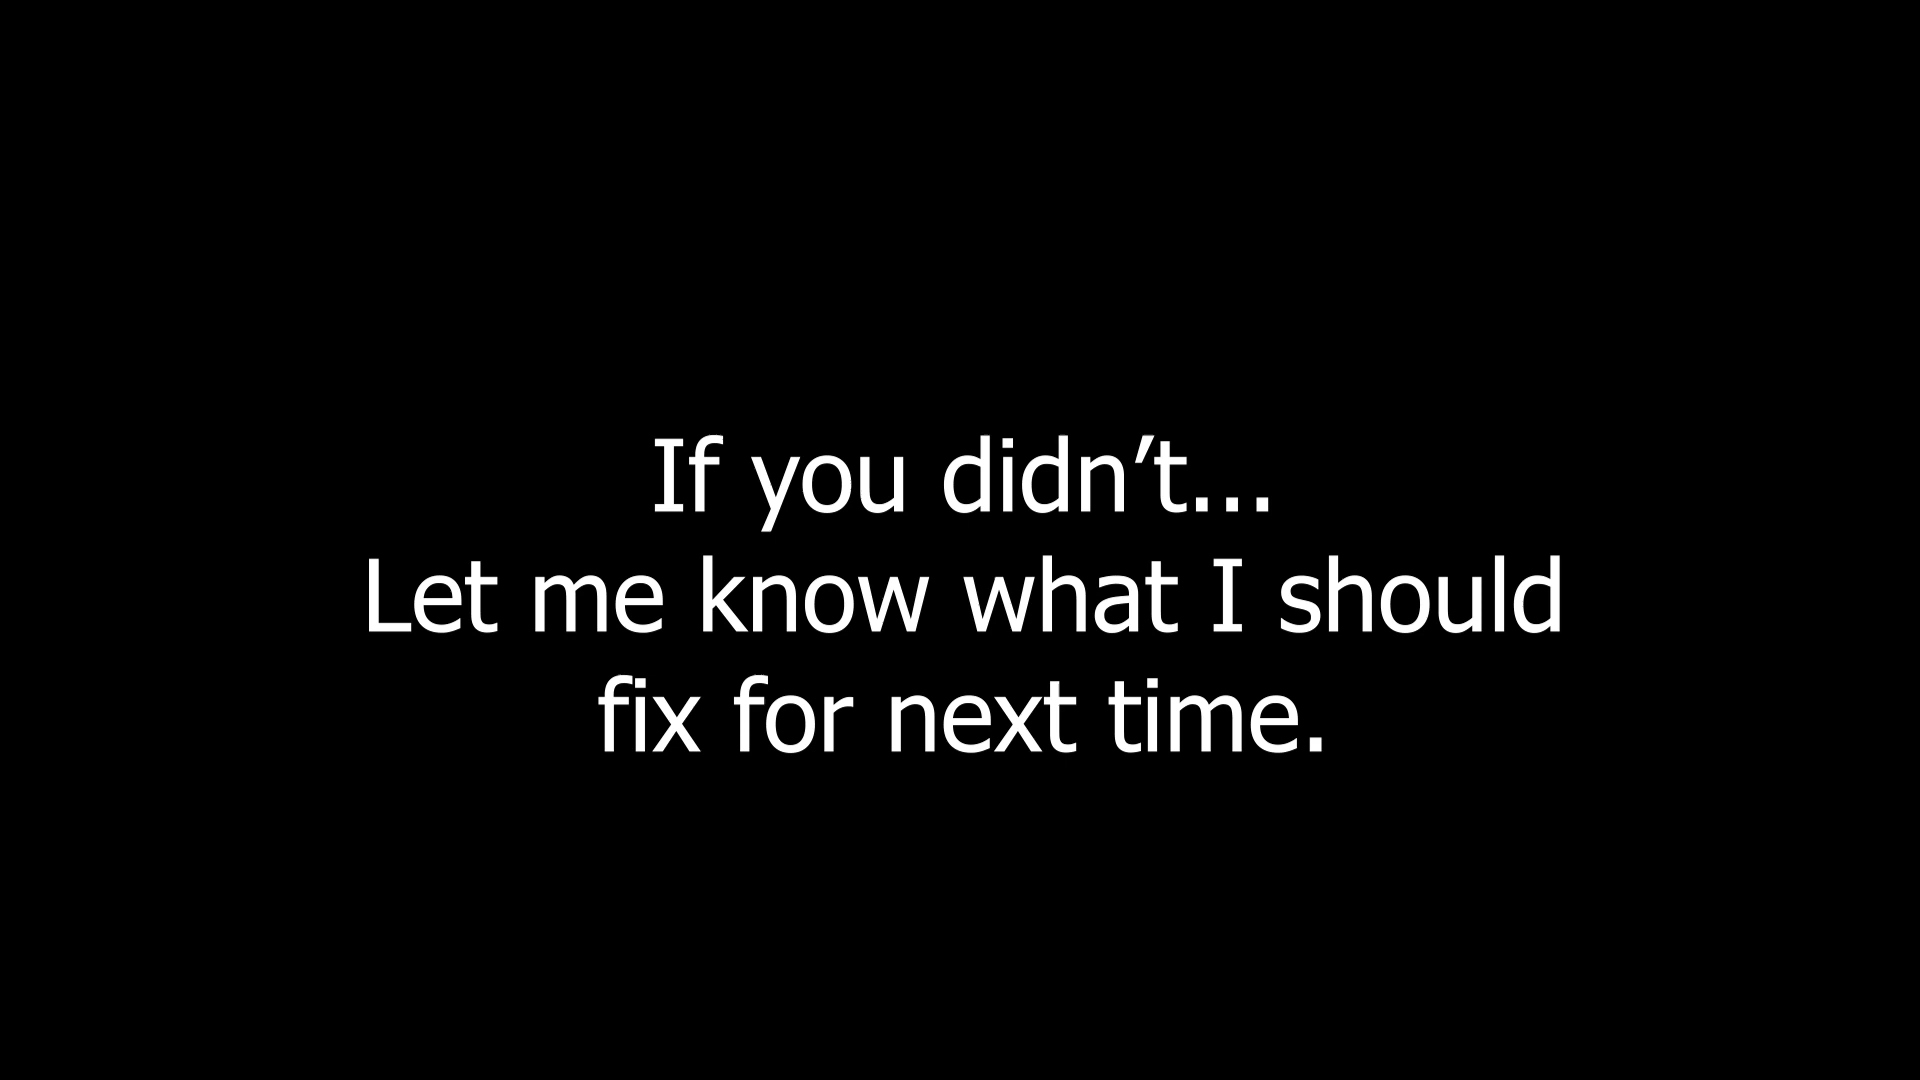 If you didn’t...
Let me know what I should
fix for next time.